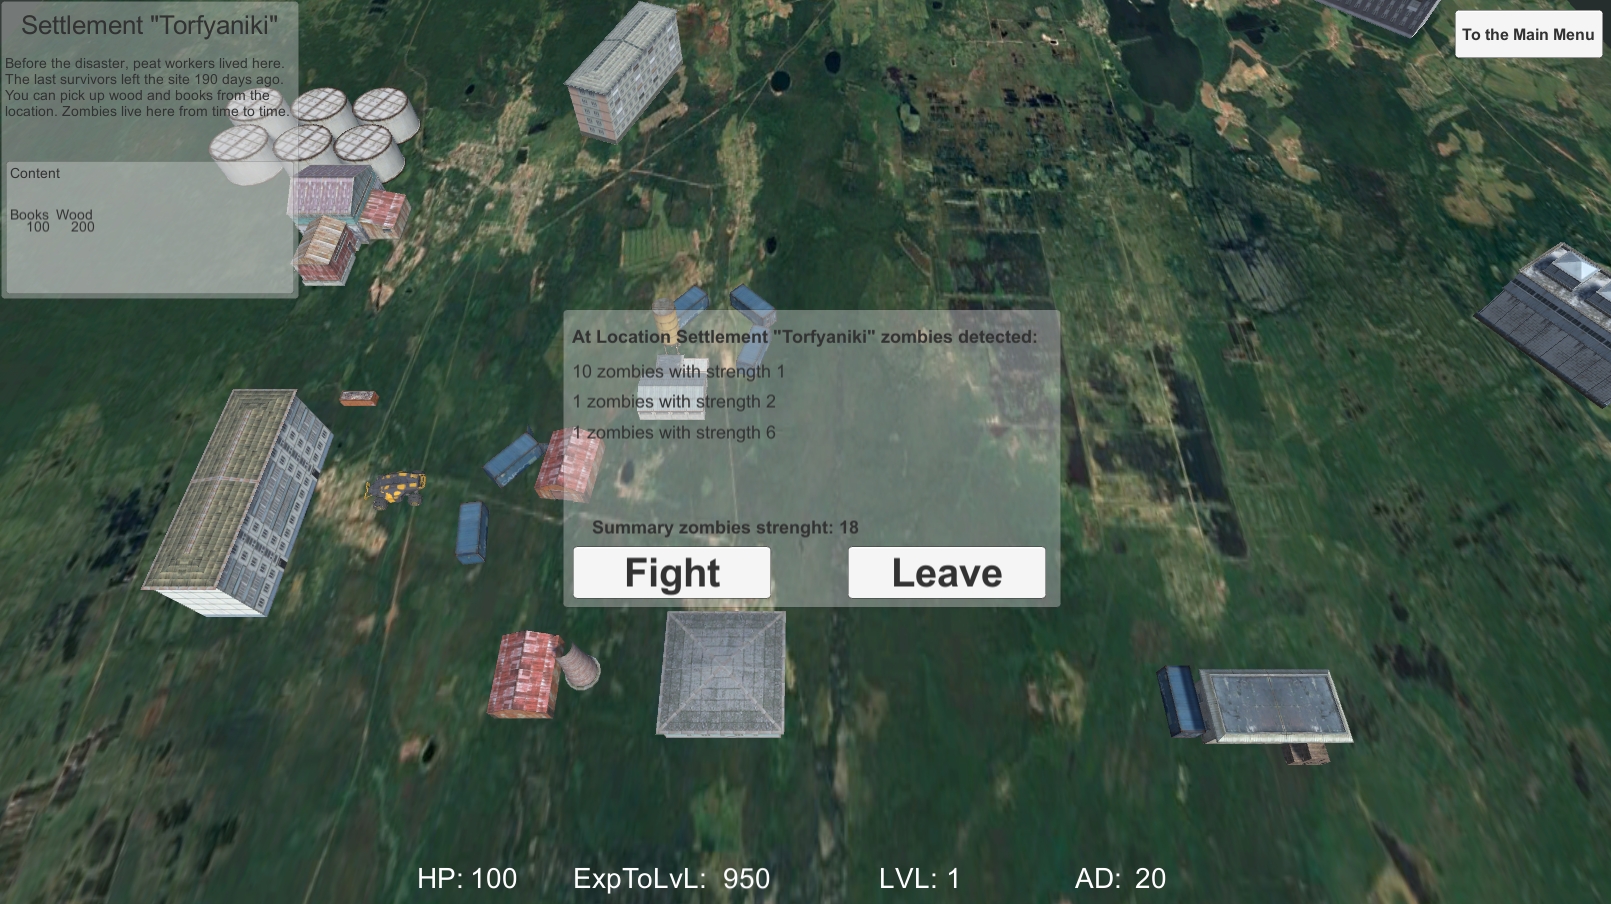 Settlement "Torfyaniki"
Before the disaster, peat workers lived here.
The last survivors left the site 190 days ago.
You can pick up wood and books from the
location. Zombies live here from time to time.
Content
Books Wood
100 200
To the Main Menu
At Location Settlement "Torfyaniki" zombies detected:
10 zombies with strength 1
1 zombies with strength 2
1 zombies with strength 6
Summary zombies strenght: 18
Fight Leave
HP: 100 ExpToLvL: 950 LVL: 1 AD: 20